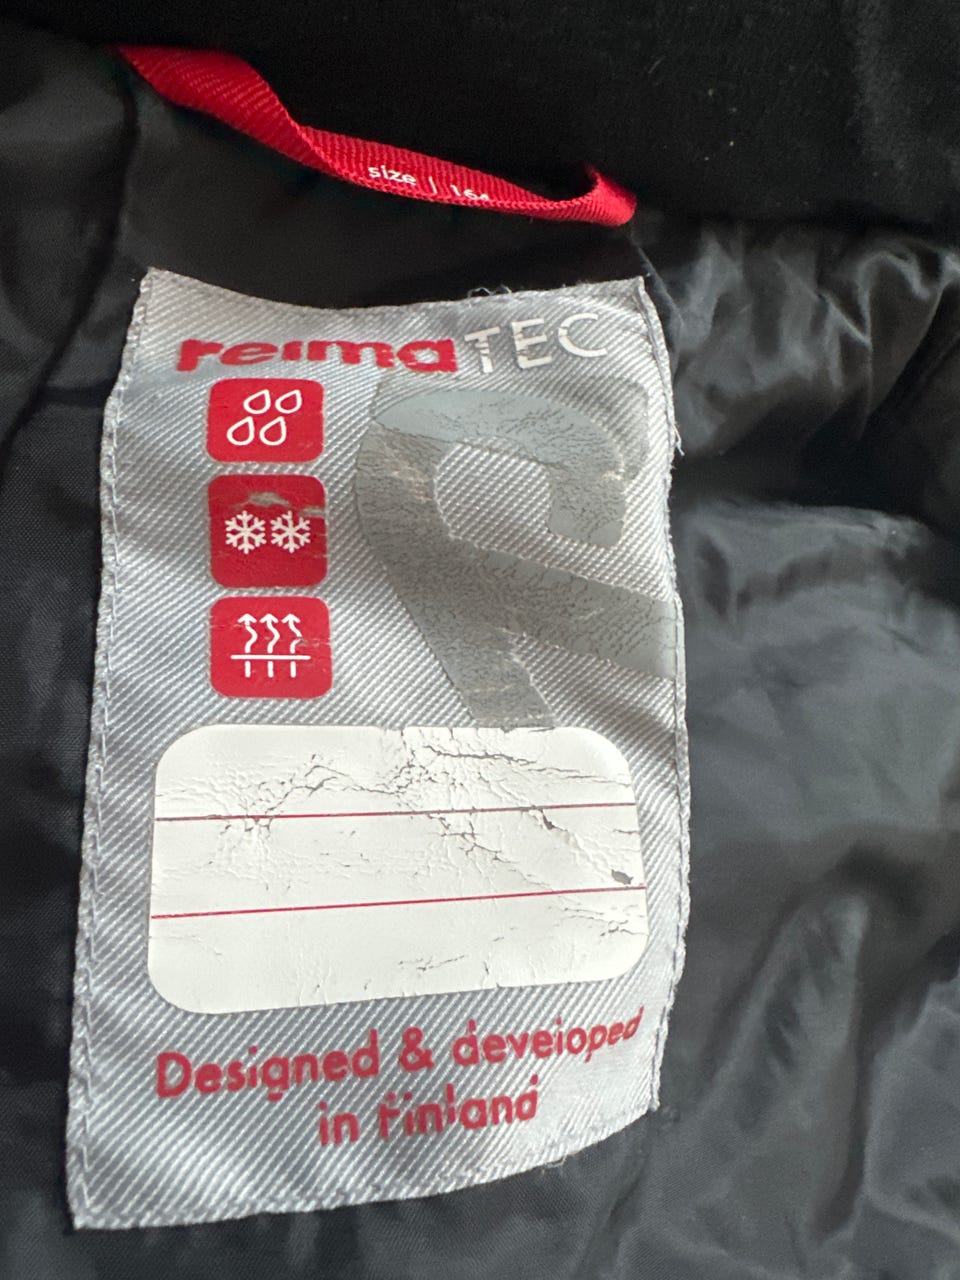 size | 164
reimaTEC
Designed & developed
in Finland